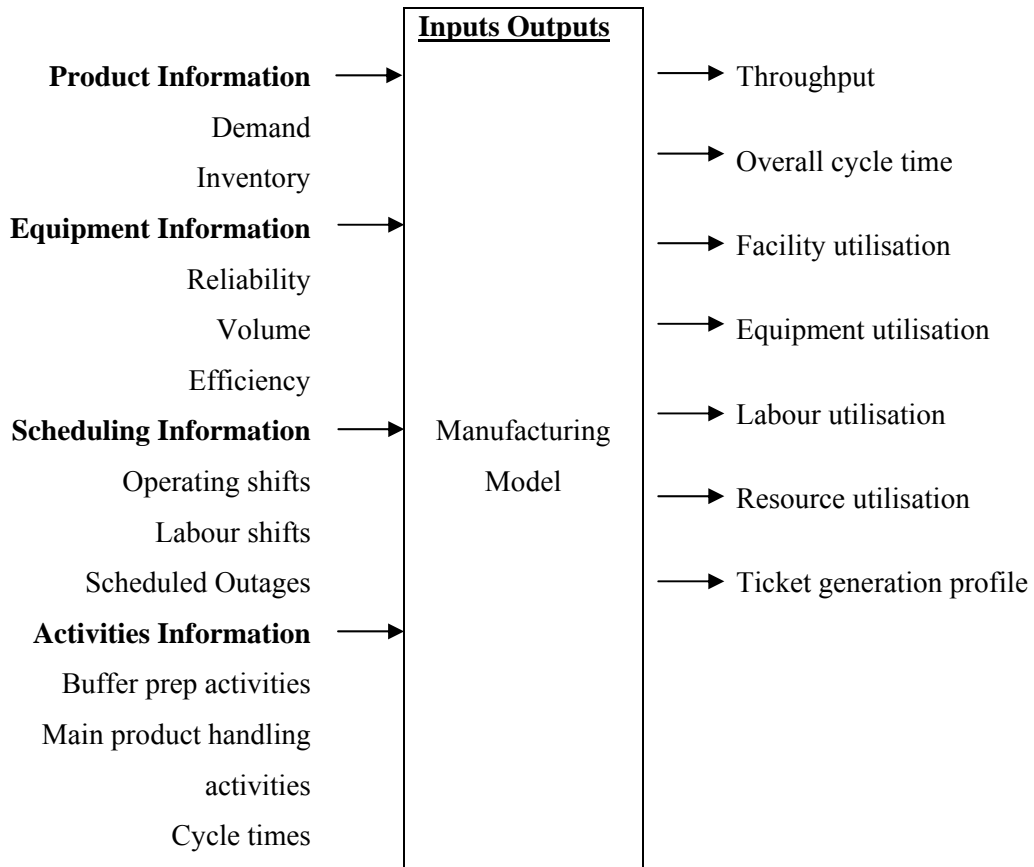 Inputs Outputs
Product Information
Demand
Inventory
Equipment Information
Reliability
Volume
Efficiency
Scheduling Information
Operating shifts
Labour shifts
Scheduled Outages
Activities Information
Buffer prep activities
Main product handling
activities
Cycle times
Manufacturing
Model
Throughput
Overall cycle time
Facility utilisation
Equipment utilisation
Labour utilisation
Resource utilisation
Ticket generation profile